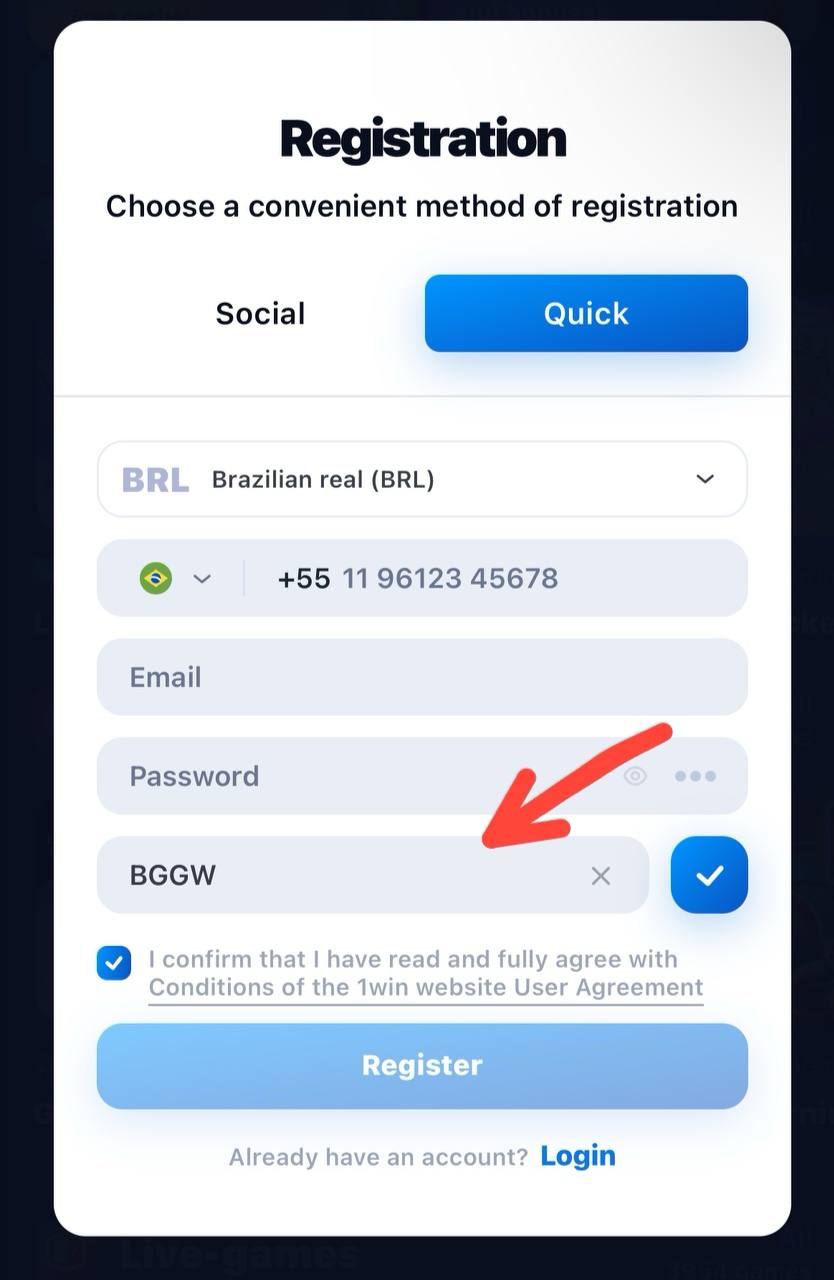 Registration
Choose a convenient method of registration
Social
Quick
BRL Brazilian real (BRL)
+55 11 96123 45678
Email
Password
BGGW
I confirm that I have read and fully agree with
Conditions of the 1win website User Agreement
Register
Already have an account? Login
Live-games